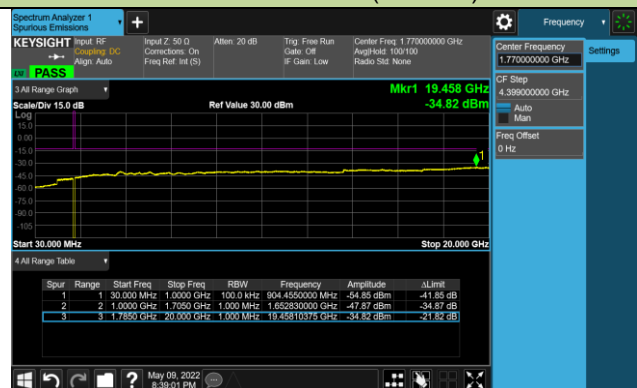 Spectrum Analyzer 1
Spurious Emissions
Frequency
KEYSIGHT
Input: RF
Coupling: DC
Align: Auto
Input Z: 50 Ω
Corrections: On
Freq Ref: Int (S)
Atten: 20 dB
Trig: Free Run
Gate: Off
IF Gain: Low
Center Freq: 1.770000000 GHz
Avg|Hold: 100/100
Radio Std: None
PASS
Center Frequency
1.770000000 GHz
Settings
CF Step
4.399000000 GHz
Auto
Man
Freq Offset
0 Hz
3 All Range Graph
Scale/Div 15.0 dB
Ref Value 30.00 dBm
Mkr1 19.458 GHz
-34.82 dBm
Log
15.0
0.00
-15.0
-30.0
-45.0
-60.0
-75.0
-90.0
-105
1
Start 30.000 MHz
Stop 20.000 GHz
4 All Range Table
Spur Range Start Freq Stop Freq RBW Frequency Amplitude ΔLimit
1 1 30.000 MHz 1.0000 GHz 100.0 kHz 904.4550000 MHz -54.85 dBm -41.85 dB
2 2 1.0000 GHz 1.7050 GHz 1.000 MHz 1.652830000 GHz -47.87 dBm -34.87 dB
3 3 1.7850 GHz 20.000 GHz 1.000 MHz 19.45810375 GHz -34.82 dBm -21.82 dB
May 09, 2022
8:39:01 PM